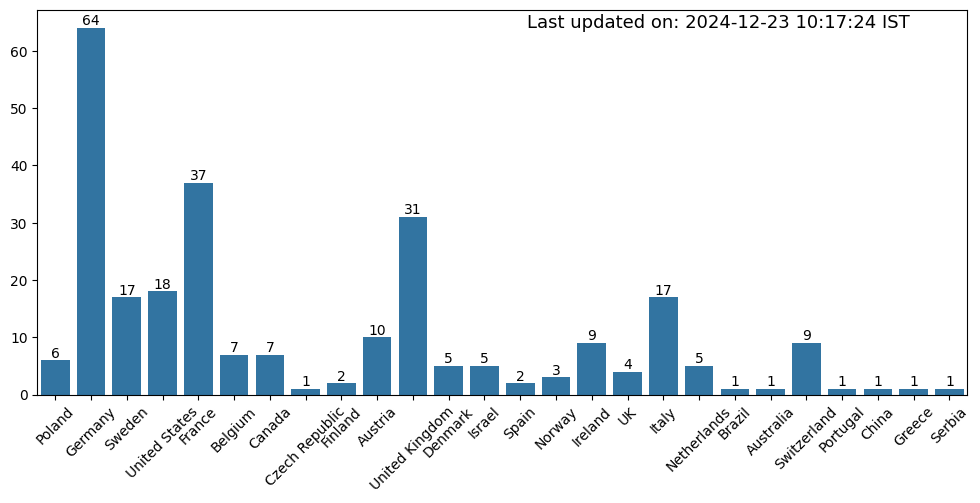 Last updated on: 2024-12-23 10:17:24 IST
60
50
40
30
20
10
0
64
37
31
18
17
17
10
9
9
7
7
6
5
5
5
4
3
2
2
1
1
1
1
1
1
1
Poland
Germany
Sweden
United States
France
Belgium
Canada
Czech Republic
Finland
Austria
United Kingdom
Denmark
Israel
Spain
Norway
Ireland
UK
Italy
Netherlands
Brazil
Australia
Switzerland
Portugal
China
Greece
Serbia